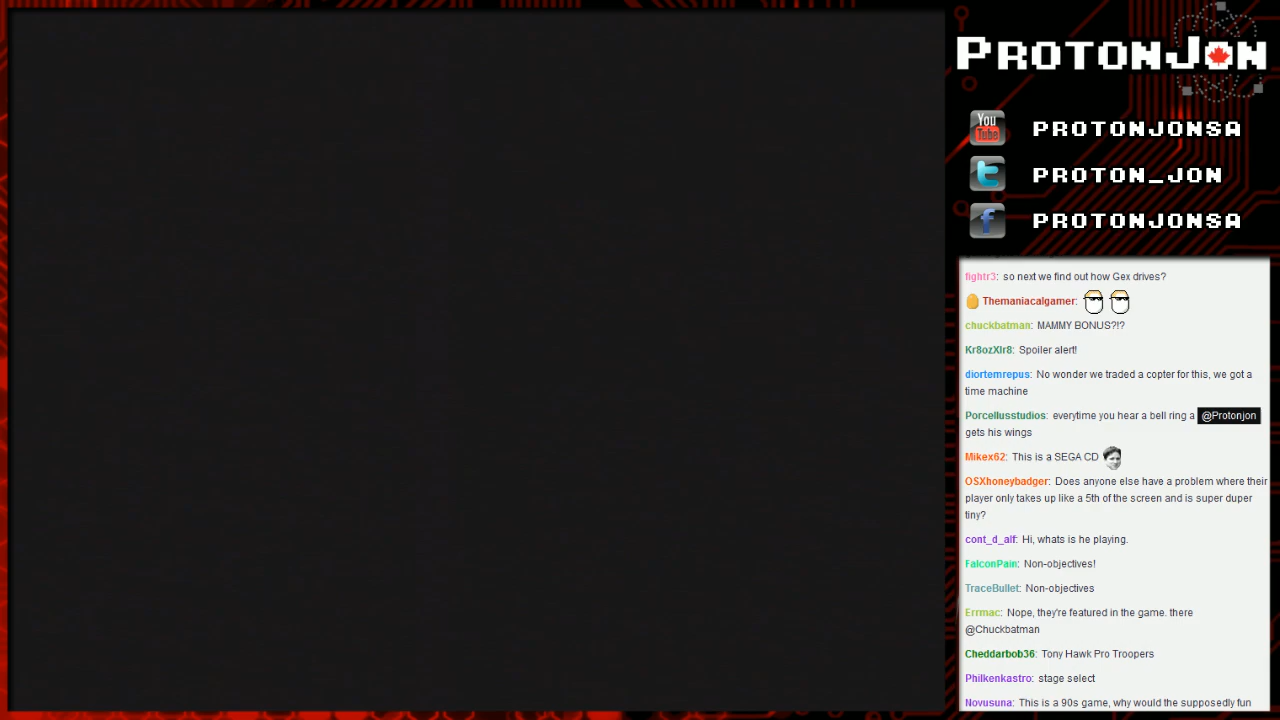 PROTONJON
You
Tube
PROTONJONSA
PROTON_JON
PROTONJONSA
fightr3: so next we find out how Gex drives?
Themaniacalgamer:
chuckbatman: MAMMY BONUS?!?
Kr8ozXIr8: Spoiler alert!
diortemrepus: No wonder we traded a copter for this, we got a
time machine
Porcellusstudios: everytime you hear a bell ring a @Protonjon
gets his wings
Mikex62: This is a SEGA CD
OSXhoneybadger: Does anyone else have a problem where their
player only takes up like a 5th of the screen and is super duper
tiny?
cont_d_alf: Hi, whats is he playing.
FalconPain: Non-objectives!
TraceBullet: Non-objectives
Errmac: Nope, they're featured in the game. there
@Chuckbatman
Cheddarbob36: Tony Hawk Pro Troopers
Philkenkastro: stage select
Novusuna: This is a 90s game, why would the supposedly fun